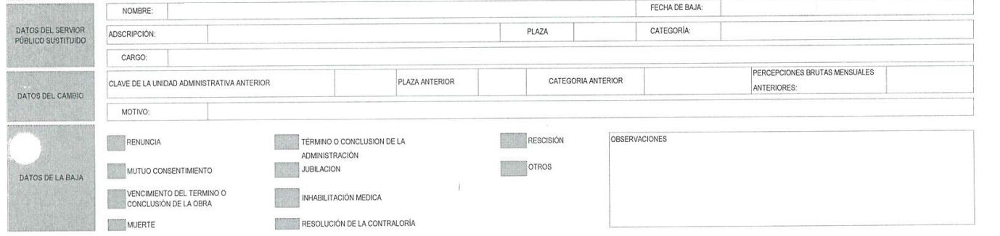 DATOS DEL SERVIOR
PÚBLICO SUSTITUIDO
NOMBRE:
FECHA DE BAJA:
ADSCRIPCIÓN:
PLAZA
CATEGORÍA:
CARGO:
DATOS DEL CAMBIO
CLAVE DE LA UNIDAD ADMINISTRATIVA ANTERIOR
PLAZA ANTERIOR
CATEGORIA ANTERIOR
PERCEPCIONES BRUTAS MENSUALES
ANTERIORES:
MOTIVO:
DATOS DE LA BAJA
RENUNCIA
TÉRMINO O CONCLUSION DE LA
ADMINISTRACIÓN
RESCISIÓN
OBSERVACIONES
MUTUO CONSENTIMIENTO
JUBILACION
OTROS
VENCIMIENTO DEL TERMINO O
CONCLUSIÓN DE LA OBRA
INHABILITACIÓN MEDICA
MUERTE
RESOLUCIÓN DE LA CONTRALORÍA